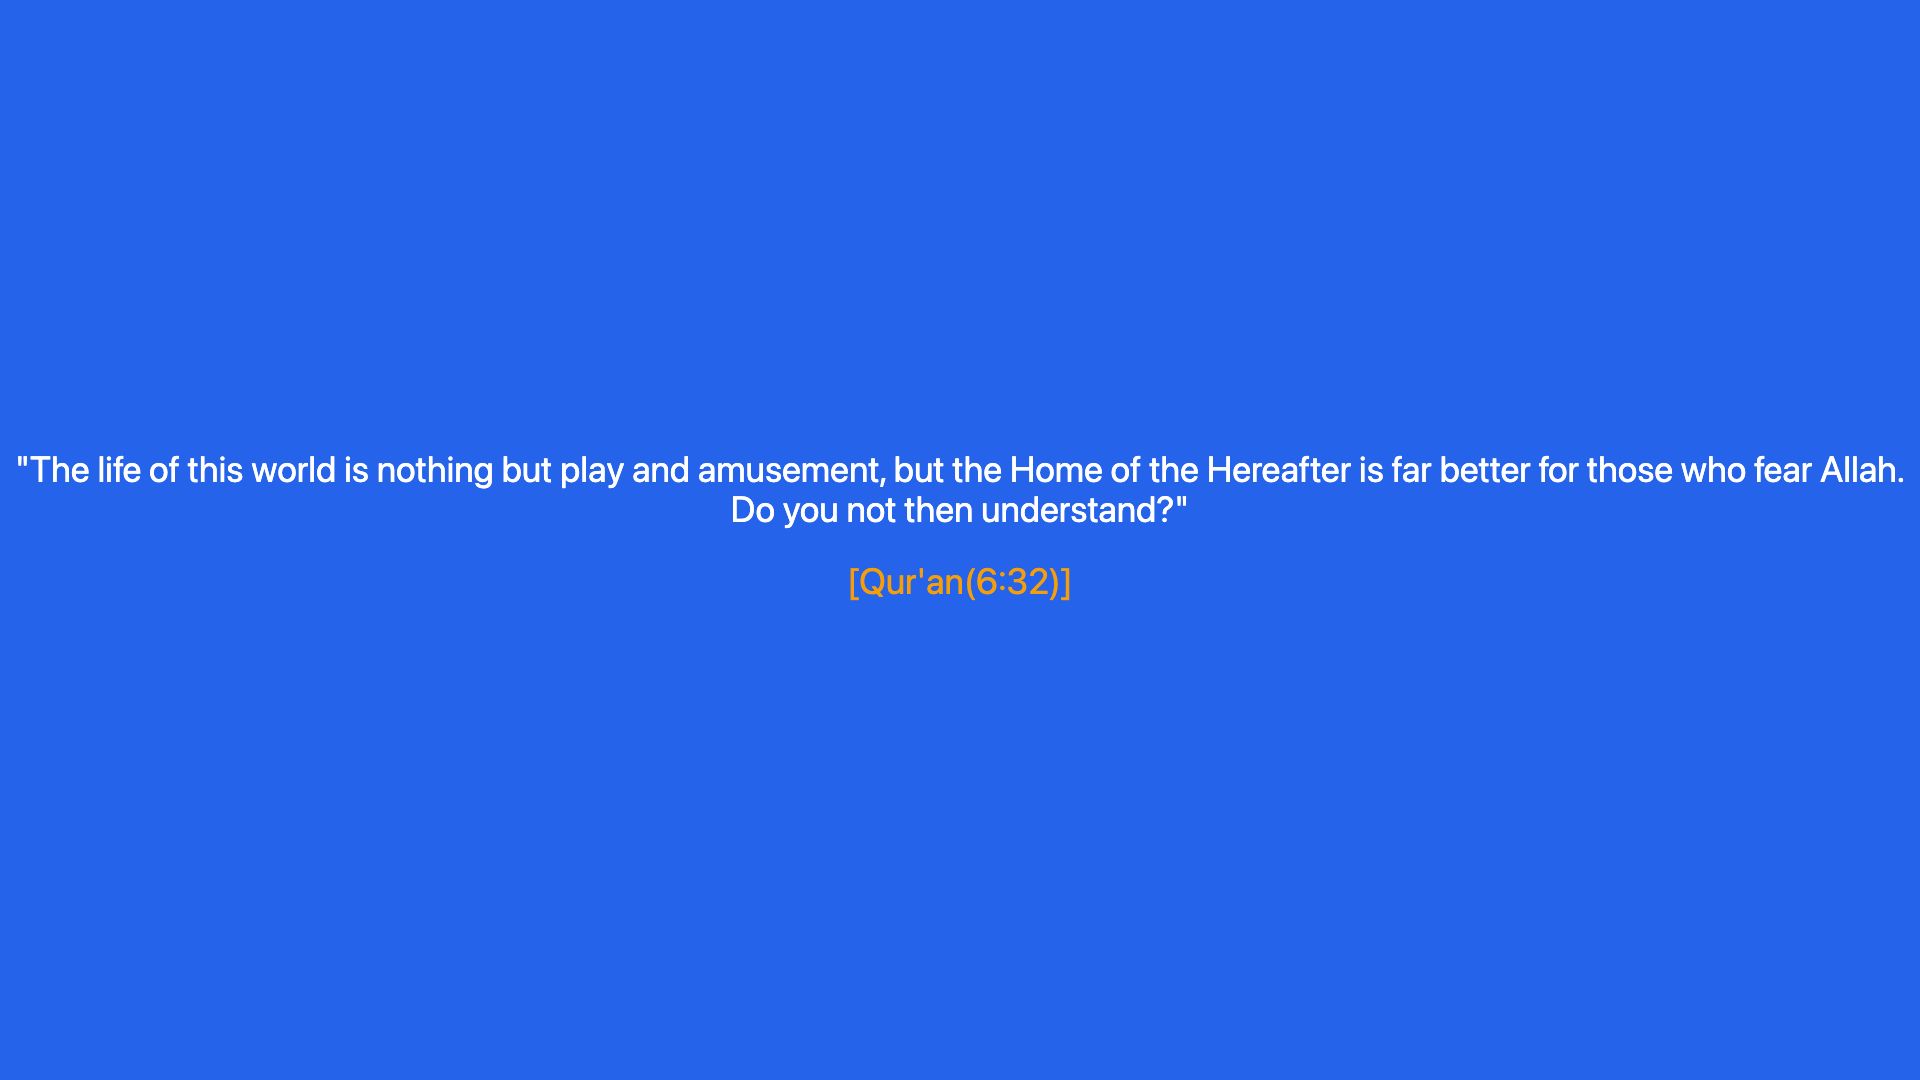 "The life of this world is nothing but play and amusement, but the Home of the Hereafter is far better for those who fear Allah.
Do you not then understand?"
[Qur'an(6:32)]